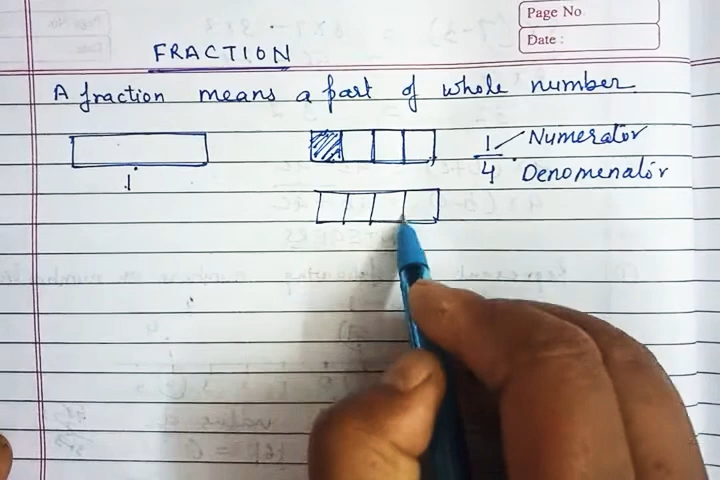 Page No
Date :
FRACTION
A fraction means a part of whole number.
1 Numerator
4 Denomenator
1